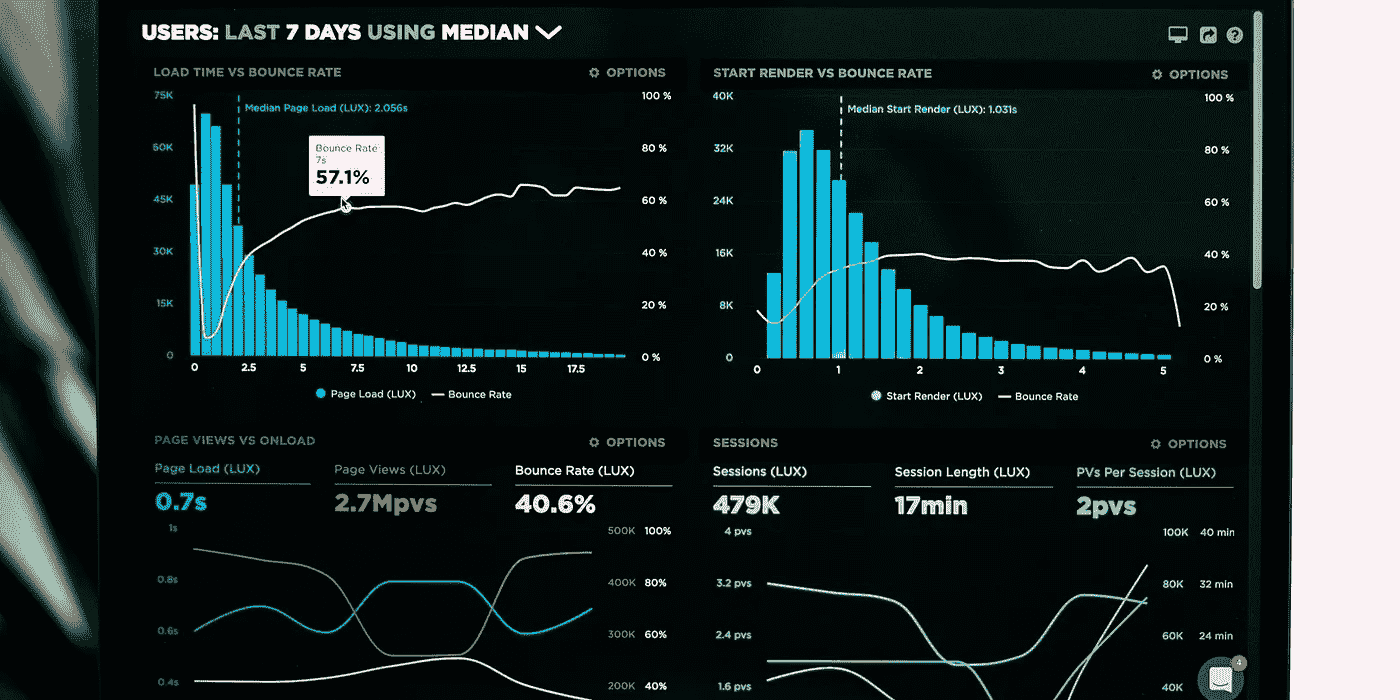 USERS: LAST 7 DAYS USING MEDIAN
LOAD TIME VS BOUNCE RATE
OPTIONS
75K
60K
45K
30K
15K
0
Median Page Load (LUX): 2.056s
Bounce Rate
7s
57.1%
100 %
80 %
60 %
40 %
20 %
0 %
0 2.5 5 7.5 10 12.5 15 17.5
Page Load (LUX) Bounce Rate
START RENDER VS BOUNCE RATE
OPTIONS
40K
32K
24K
16K
8K
0
Median Start Render (LUX): 1.031s
100 %
80 %
60 %
40 %
20 %
0 %
0 1 2 3 4 5
Start Render (LUX) Bounce Rate
PAGE VIEWS VS ONLOAD
OPTIONS
Page Load (LUX) Page Views (LUX) Bounce Rate (LUX)
0.7s 2.7Mpvs 40.6%
1s
0.8s
0.6s
0.4s
500K 100%
400K 80%
300K 60%
200K 40%
SESSIONS
OPTIONS
Sessions (LUX) Session Length (LUX) PVs Per Session (LUX)
479K 17min 2pvs
4 pvs
3.2 pvs
2.4 pvs
1.6 pvs
100K 40 min
80K 32 min
60K 24 min
40K
4